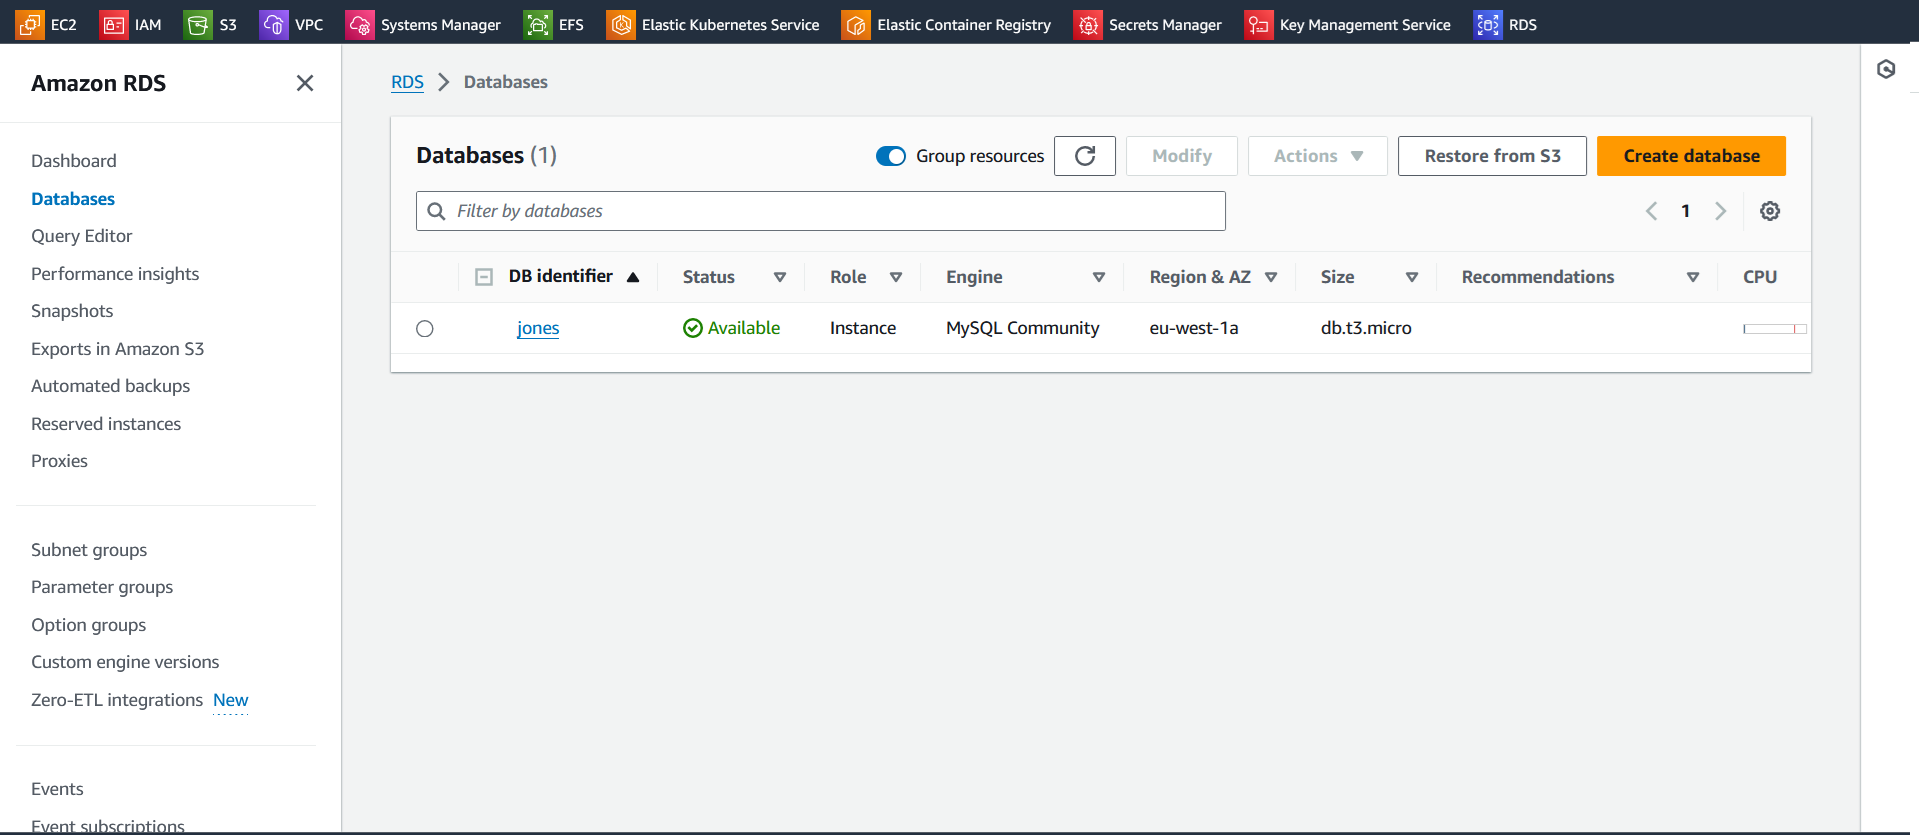 EC2 IAM S3 VPC Systems Manager EFS Elastic Kubernetes Service Elastic Container Registry Secrets Manager Key Management Service RDS
Amazon RDS
Dashboard
Databases
Query Editor
Performance insights
Snapshots
Exports in Amazon S3
Automated backups
Reserved instances
Proxies
Subnet groups
Parameter groups
Option groups
Custom engine versions
Zero-ETL integrations New
Events
Event subscriptions
RDS Databases
Databases (1) Group resources Modify Actions Restore from S3 Create database
Filter by databases 1
DB identifier Status Role Engine Region & AZ Size Recommendations CPU
jones Available Instance MySQL Community eu-west-1a db.t3.micro